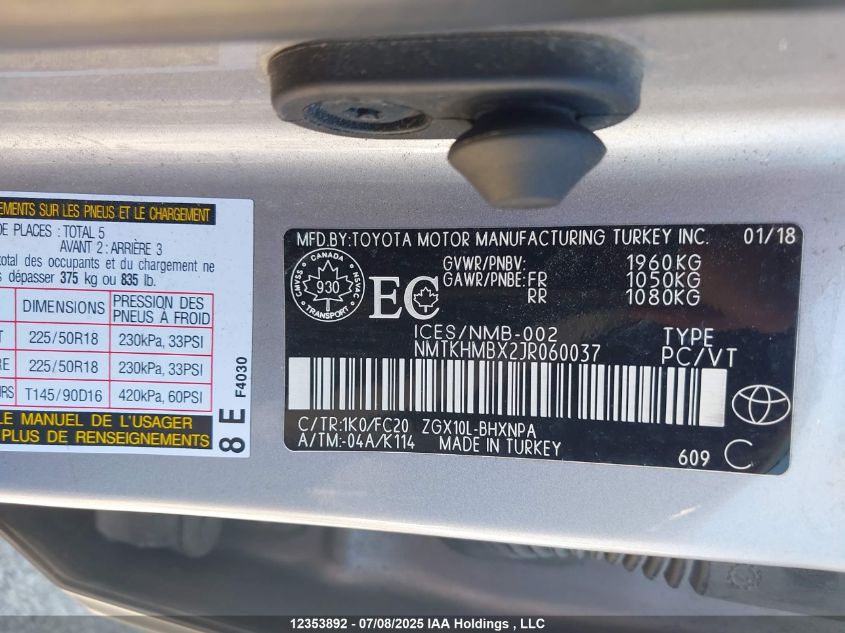 EMENTS SUR LES PNEUS ET LE CHARGEMENT
DE PLACES : TOTAL 5
AVANT 2 : ARRIÈRE 3
total des occupants et du chargement ne
s dépasser 375 kg ou 835 lb.
DIMENSIONS PRESSION DES PNEUS À FROID
225/50R18 230kPa, 33PSI
225/50R18 230kPa, 33PSI
T145/90D16 420kPa, 60PSI
LE MANUEL DE L'USAGER
PLUS DE RENSEIGNEMENTS
8 E F4030
MFD.BY:TOYOTA MOTOR MANUFACTURING TURKEY INC. 01/18
GVWR/PNBV: 1960KG
GAWR/PNBE:FR 1050KG
RR 1080KG
CANADA
CMVSS 930 NSVAC
TRANSPORT
EC
ICES/NMB-002 TYPE
NMTKHMBX2JR060037 PC/VT
C/TR:1K0/FC20 ZGX10L-BHXNPA
A/TM:-04A/K114 MADE IN TURKEY
609 C
12353892 - 07/08/2025 IAA Holdings , LLC